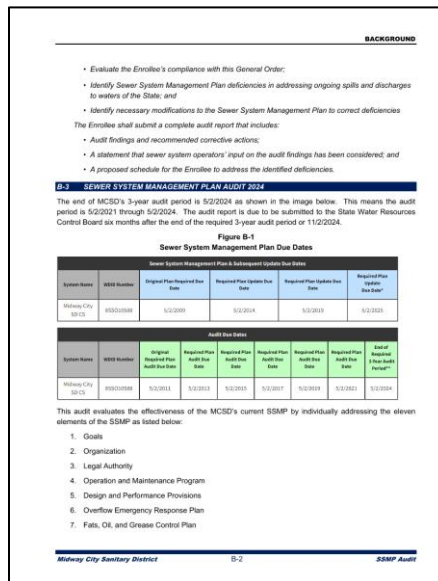 BACKGROUND
• Evaluate the Enrollee's compliance with this General Order;
• Identify Sewer System Management Plan deficiencies in addressing ongoing spills and discharges
to waters of the State; and
• Identify necessary modifications to the Sewer System Management Plan to correct deficiencies
The Enrollee shall submit a complete audit report that includes:
• Audit findings and recommended corrective actions;
• A statement that sewer system operators' input on the audit findings has been considered; and
• A proposed schedule for the Enrollee to address the identified deficiencies.
B-3 SEWER SYSTEM MANAGEMENT PLAN AUDIT 2024
The end of MCSD's 3-year audit period is 5/2/2024 as shown in the image below. This means the audit
period is 5/2/2021 through 5/2/2024. The audit report is due to be submitted to the State Water Resources
Control Board six months after the end of the required 3-year period or 11/2/2024.
Figure B-1
Sewer System Management Plan Due Dates
Sewer System Management Plan & Subsequent Update Due Dates
System Name WDID Number Original Plan Required Due Date Required Plan Update Due Date Required Plan Update Due Date Required Plan Update Due Date*
Midway City SD CS 8SSO10588 5/2/2009 5/2/2014 5/2/2019 5/2/2025
Audit Due Dates
System Name WDID Number Original Required Plan Audit Due Date Required Plan Audit Due Date Required Plan Audit Due Date Required Plan Audit Due Date Required Plan Audit Due Date Required Plan Audit Due Date End of Required 3-Year Audit Period**
Midway City SD CS 8SSO10588 5/2/2011 5/2/2013 5/2/2015 5/2/2017 5/2/2019 5/2/2021 5/2/2024
This audit evaluates the effectiveness of the MCSD's current SSMP by individually addressing the eleven
elements of the SSMP as listed below:
1. Goals
2. Organization
3. Legal Authority
4. Operation and Maintenance Program
5. Design and Performance Provisions
6. Overflow Emergency Response Plan
7. Fats, Oil, and Grease Control Plan
Midway City Sanitary District B-2 SSMP Audit